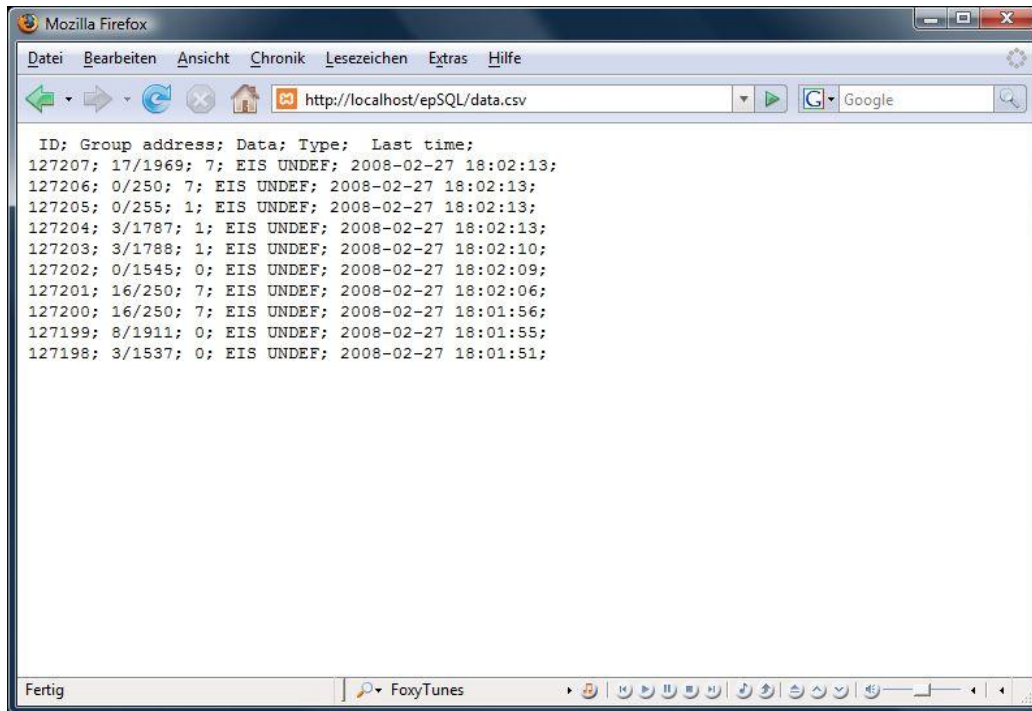 Mozilla Firefox
Datei Bearbeiten Ansicht Chronik Lesezeichen Extras Hilfe
http://localhost/epSQL/data.csv G Google
ID; Group address; Data; Type;  Last time;
127207; 17/1969; 7; EIS UNDEF; 2008-02-27 18:02:13;
127206; 0/250; 7; EIS UNDEF; 2008-02-27 18:02:13;
127205; 0/255; 1; EIS UNDEF; 2008-02-27 18:02:13;
127204; 3/1787; 1; EIS UNDEF; 2008-02-27 18:02:13;
127203; 3/1788; 1; EIS UNDEF; 2008-02-27 18:02:10;
127202; 0/1545; 0; EIS UNDEF; 2008-02-27 18:02:09;
127201; 16/250; 7; EIS UNDEF; 2008-02-27 18:02:06;
127200; 16/250; 7; EIS UNDEF; 2008-02-27 18:01:56;
127199; 8/1911; 0; EIS UNDEF; 2008-02-27 18:01:55;
127198; 3/1537; 0; EIS UNDEF; 2008-02-27 18:01:51;
Fertig FoxyTunes